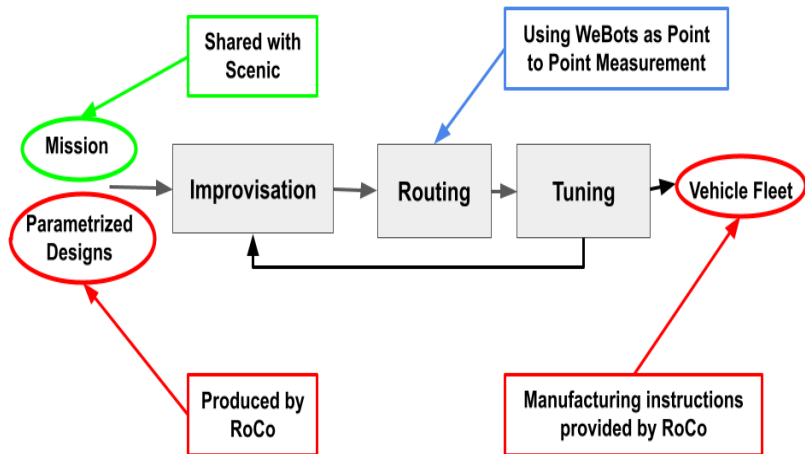 Shared with
Scenic
Using WeBots as Point
to Point Measurement
Mission
Improvisation
Routing
Tuning
Vehicle Fleet
Parametrized
Designs
Produced by
RoCo
Manufacturing instructions
provided by RoCo